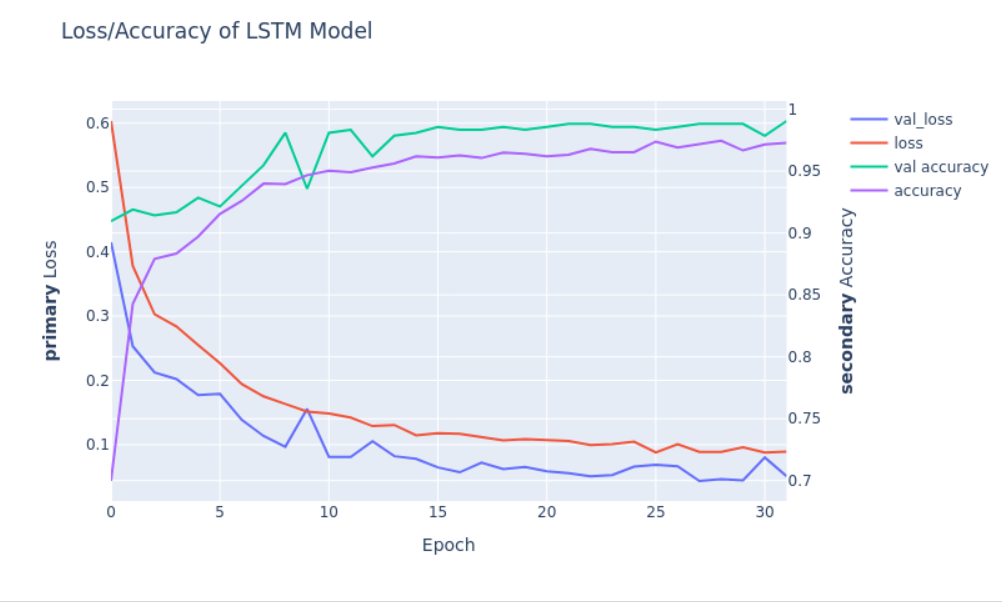 Loss/Accuracy of LSTM Model
val_loss
loss
val accuracy
accuracy
primary Loss
0.6
0.5
0.4
0.3
0.2
0.1
1
0.95
0.9
0.85
0.8
0.75
0.7
secondary Accuracy
0 5 10 15 20 25 30
Epoch